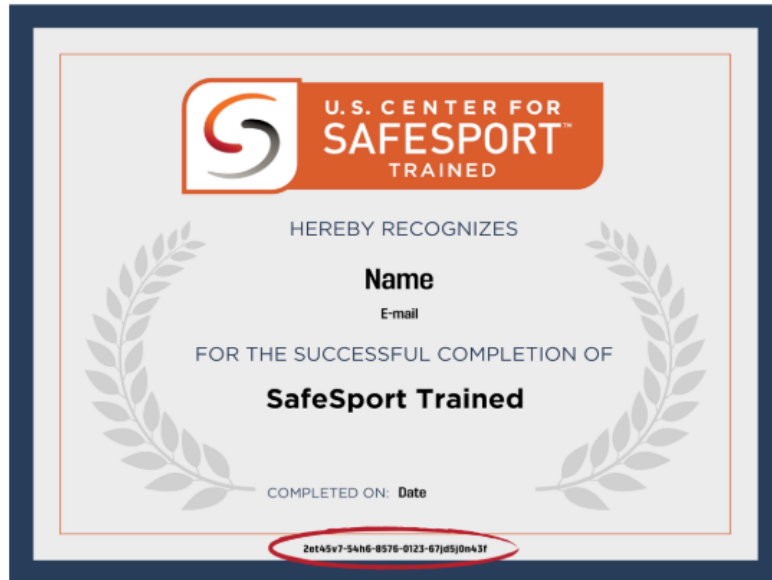 U.S. CENTER FOR
SAFESPORT™
TRAINED
HEREBY RECOGNIZES
Name
E-mail
FOR THE SUCCESSFUL COMPLETION OF
SafeSport Trained
COMPLETED ON: Date
2et45v7-54h6-8576-0123-67jd5j0n43f